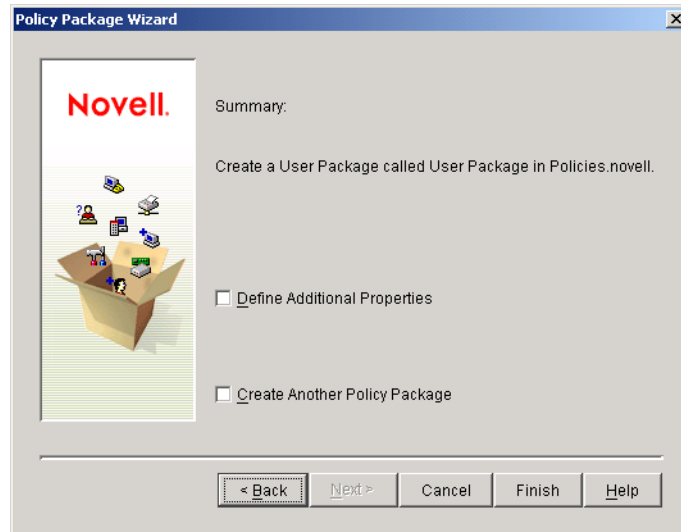 Policy Package Wizard
Novell.
Summary:
Create a User Package called User Package in Policies.novell.
Define Additional Properties
Create Another Policy Package
< Back
Next >
Cancel
Finish
Help